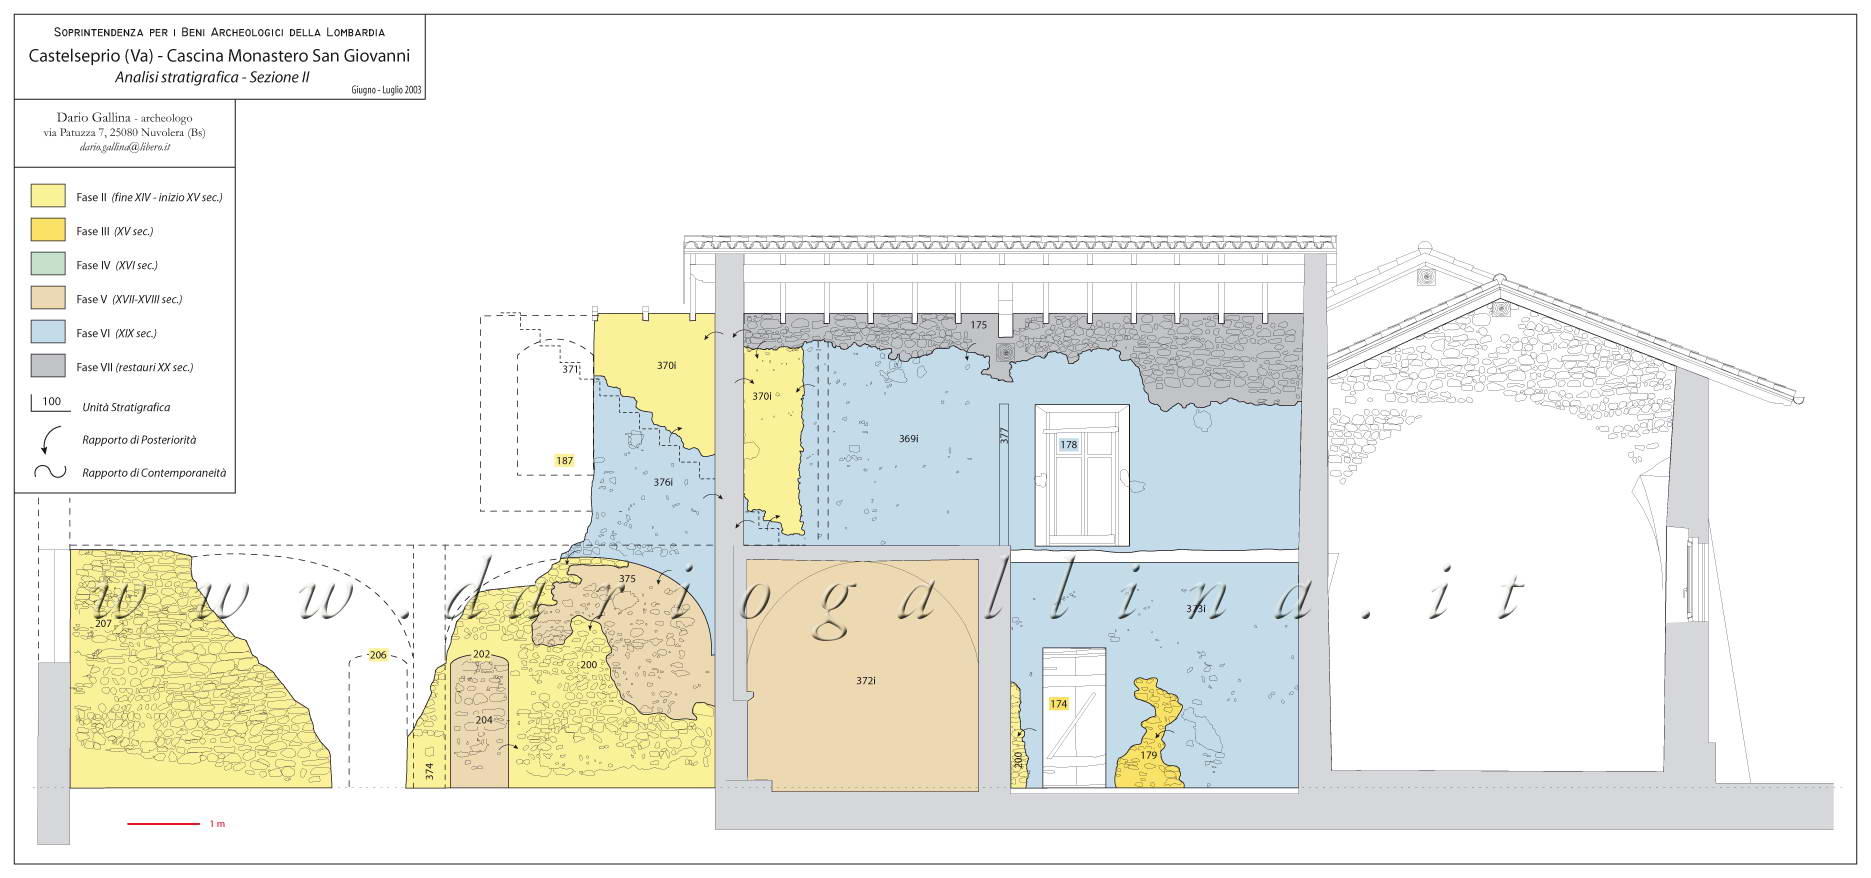 Soprintendenza per i Beni Archeologici della Lombardia
Castelseprio (Va) - Cascina Monastero San Giovanni
Analisi stratigrafica - Sezione II
Giugno - Luglio 2003
Dario Gallina - archeologo
via Patuzza 7, 25080 Nuvolera (Bs)
dario.gallina@libero.it
Fase II (fine XIV - inizio XV sec.)
Fase III (XV sec.)
Fase IV (XVI sec.)
Fase V (XVII-XVIII sec.)
Fase VI (XIX sec.)
Fase VII (restauri XX sec.)
100 Unità Stratigrafica
Rapporto di Posteriorità
Rapporto di Contemporaneità
175
371
370i
370i
377
369i
178
187
376i
375
www.dariogallina.it
373i
207
206
202
200
372i
174
204
179
374
200
1 m